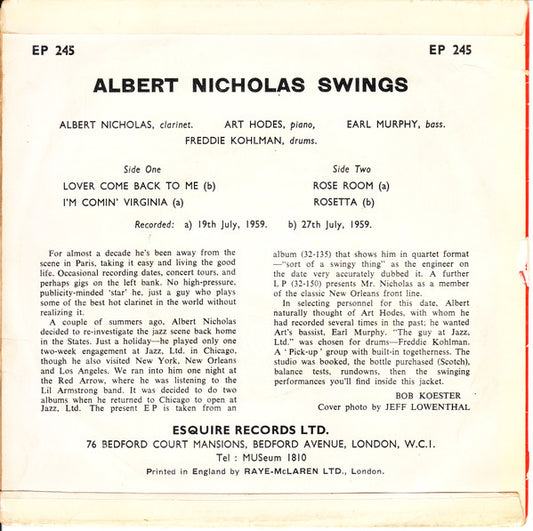 EP 245
EP 245
ALBERT NICHOLAS SWINGS
ALBERT NICHOLAS, clarinet. ART HODES, piano, EARL MURPHY, bass.
FREDDIE KOHLMAN, drums.
Side One
LOVER COME BACK TO ME (b)
I'M COMIN' VIRGINIA (a)
Side Two
ROSE ROOM (a)
ROSETTA (b)
Recorded: a) 19th July, 1959. b) 27th July, 1959.
For almost a decade he's been away from the
scene in Paris, taking it easy and living the good
life. Occasional recording dates, concert tours, and
perhaps gigs on the left bank. No high-pressure,
publicity-minded 'star' he, just a guy who plays
some of the best hot clarinet in the world without
realizing it.
A couple of summers ago, Albert Nicholas
decided to re-investigate the jazz scene back home
in the States. Just a holiday—he played only one
two-week engagement at Jazz, Ltd. in Chicago,
though he also visited New York, New Orleans
and Los Angeles. We ran into him one night at
the Red Arrow, where he was listening to the
Lil Armstrong band. It was decided to do two
albums when he returned to Chicago to open at
Jazz, Ltd. The present EP is taken from an
album (32-135) that shows him in quartet format
—"sort of a swingy thing" as the engineer on
the date very accurately dubbed it. A further
LP (32-150) presents Mr. Nicholas as a member
of the classic New Orleans front line.
In selecting personnel for this date, Albert
naturally thought of Art Hodes, with whom he
had recorded several times in the past; he wanted
Art's bassist, Earl Murphy. "The guy at Jazz,
Ltd." was chosen for drums—Freddie Kohlman.
A 'Pick-up' group with built-in togetherness. The
studio was booked, the bottle purchased (Scotch),
balance tests, rundowns, then the swinging
performances you'll find inside this jacket.
BOB KOESTER
Cover photo by JEFF LOWENTHAL
ESQUIRE RECORDS LTD.
76 BEDFORD COURT MANSIONS, BEDFORD AVENUE, LONDON, W.C.1.
Tel : MUSeum 1810
Printed in England by RAYE-McLAREN LTD., London.